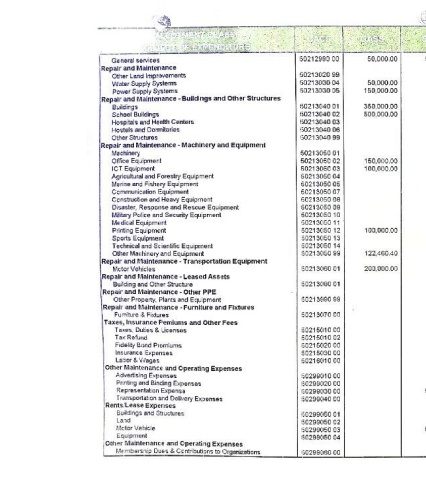 General services 50212990 00 50,000.00
Repair and Maintenance
Other Land Improvements 50213020 99
Water Supply Systems 50213030 04 50,000.00
Power Supply Systems 50213030 05 150,000.00
Repair and Maintenance - Buildings and Other Structures
Buildings 50213040 01 350,000.00
School Buildings 50213040 02 500,000.00
Hospitals and Health Centers 50213040 03
Hostels and Dormitories 50213040 06
Other Structures 50213040 99
Repair and Maintenance - Machinery and Equipment
Machinery 50213050 01
Office Equipment 50213050 02 150,000.00
ICT Equipment 50213050 03 100,000.00
Agricultural and Forestry Equipment 50213050 04
Marine and Fishery Equipment 50213050 05
Communication Equipment 50213050 07
Construction and Heavy Equipment 50213050 08
Disaster, Response and Rescue Equipment 50213050 09
Military Police and Security Equipment 50213050 10
Medical Equipment 50213050 11
Printing Equipment 50213050 12 100,000.00
Sports Equipment 50213050 13
Technical and Scientific Equipment 50213050 14
Other Machinery and Equipment 50213050 99 122,460.40
Repair and Maintenance - Transportation Equipment
Motor Vehicles 50213060 01 200,000.00
Repair and Maintenance - Leased Assets
Building and Other Structure 50213060 01
Repair and Maintenance - Other PPE
Other Property, Plants and Equipment 50213990 99
Repair and Maintenance - Furniture and Fixtures
Furniture & Fixtures 50213070 00
Taxes, Insurance Pemiums and Other Fees
Taxes, Duties & Licenses 50215010 00
Tax Refund 50215010 02
Fidelity Bond Premiums 50215020 00
Insurance Expenses 50215030 00
Labor & Wages 50216010 00
Other Maintenance and Operating Expenses
Advertising Expenses 50299010 00
Printing and Binding Expenses 50299020 00
Representation Expense 50299030 00
Transportation and Delivery Expenses 50299040 00
Rents/Lease Expenses
Buildings and Structures 50299050 01
Land 50299050 02
Motor Vehicle 50299050 03
Equipment 50299050 04
Other Maintenance and Operating Expenses
Membership Dues & Contributions to Organizations 50299060 00